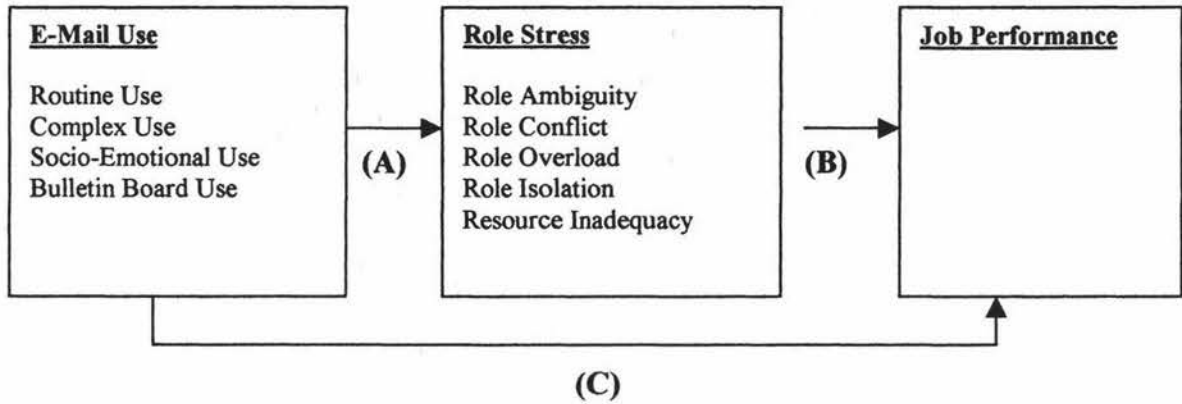 E-Mail Use
Routine Use
Complex Use
Socio-Emotional Use
Bulletin Board Use
(A)
Role Stress
Role Ambiguity
Role Conflict
Role Overload
Role Isolation
Resource Inadequacy
(B)
Job Performance
(C)